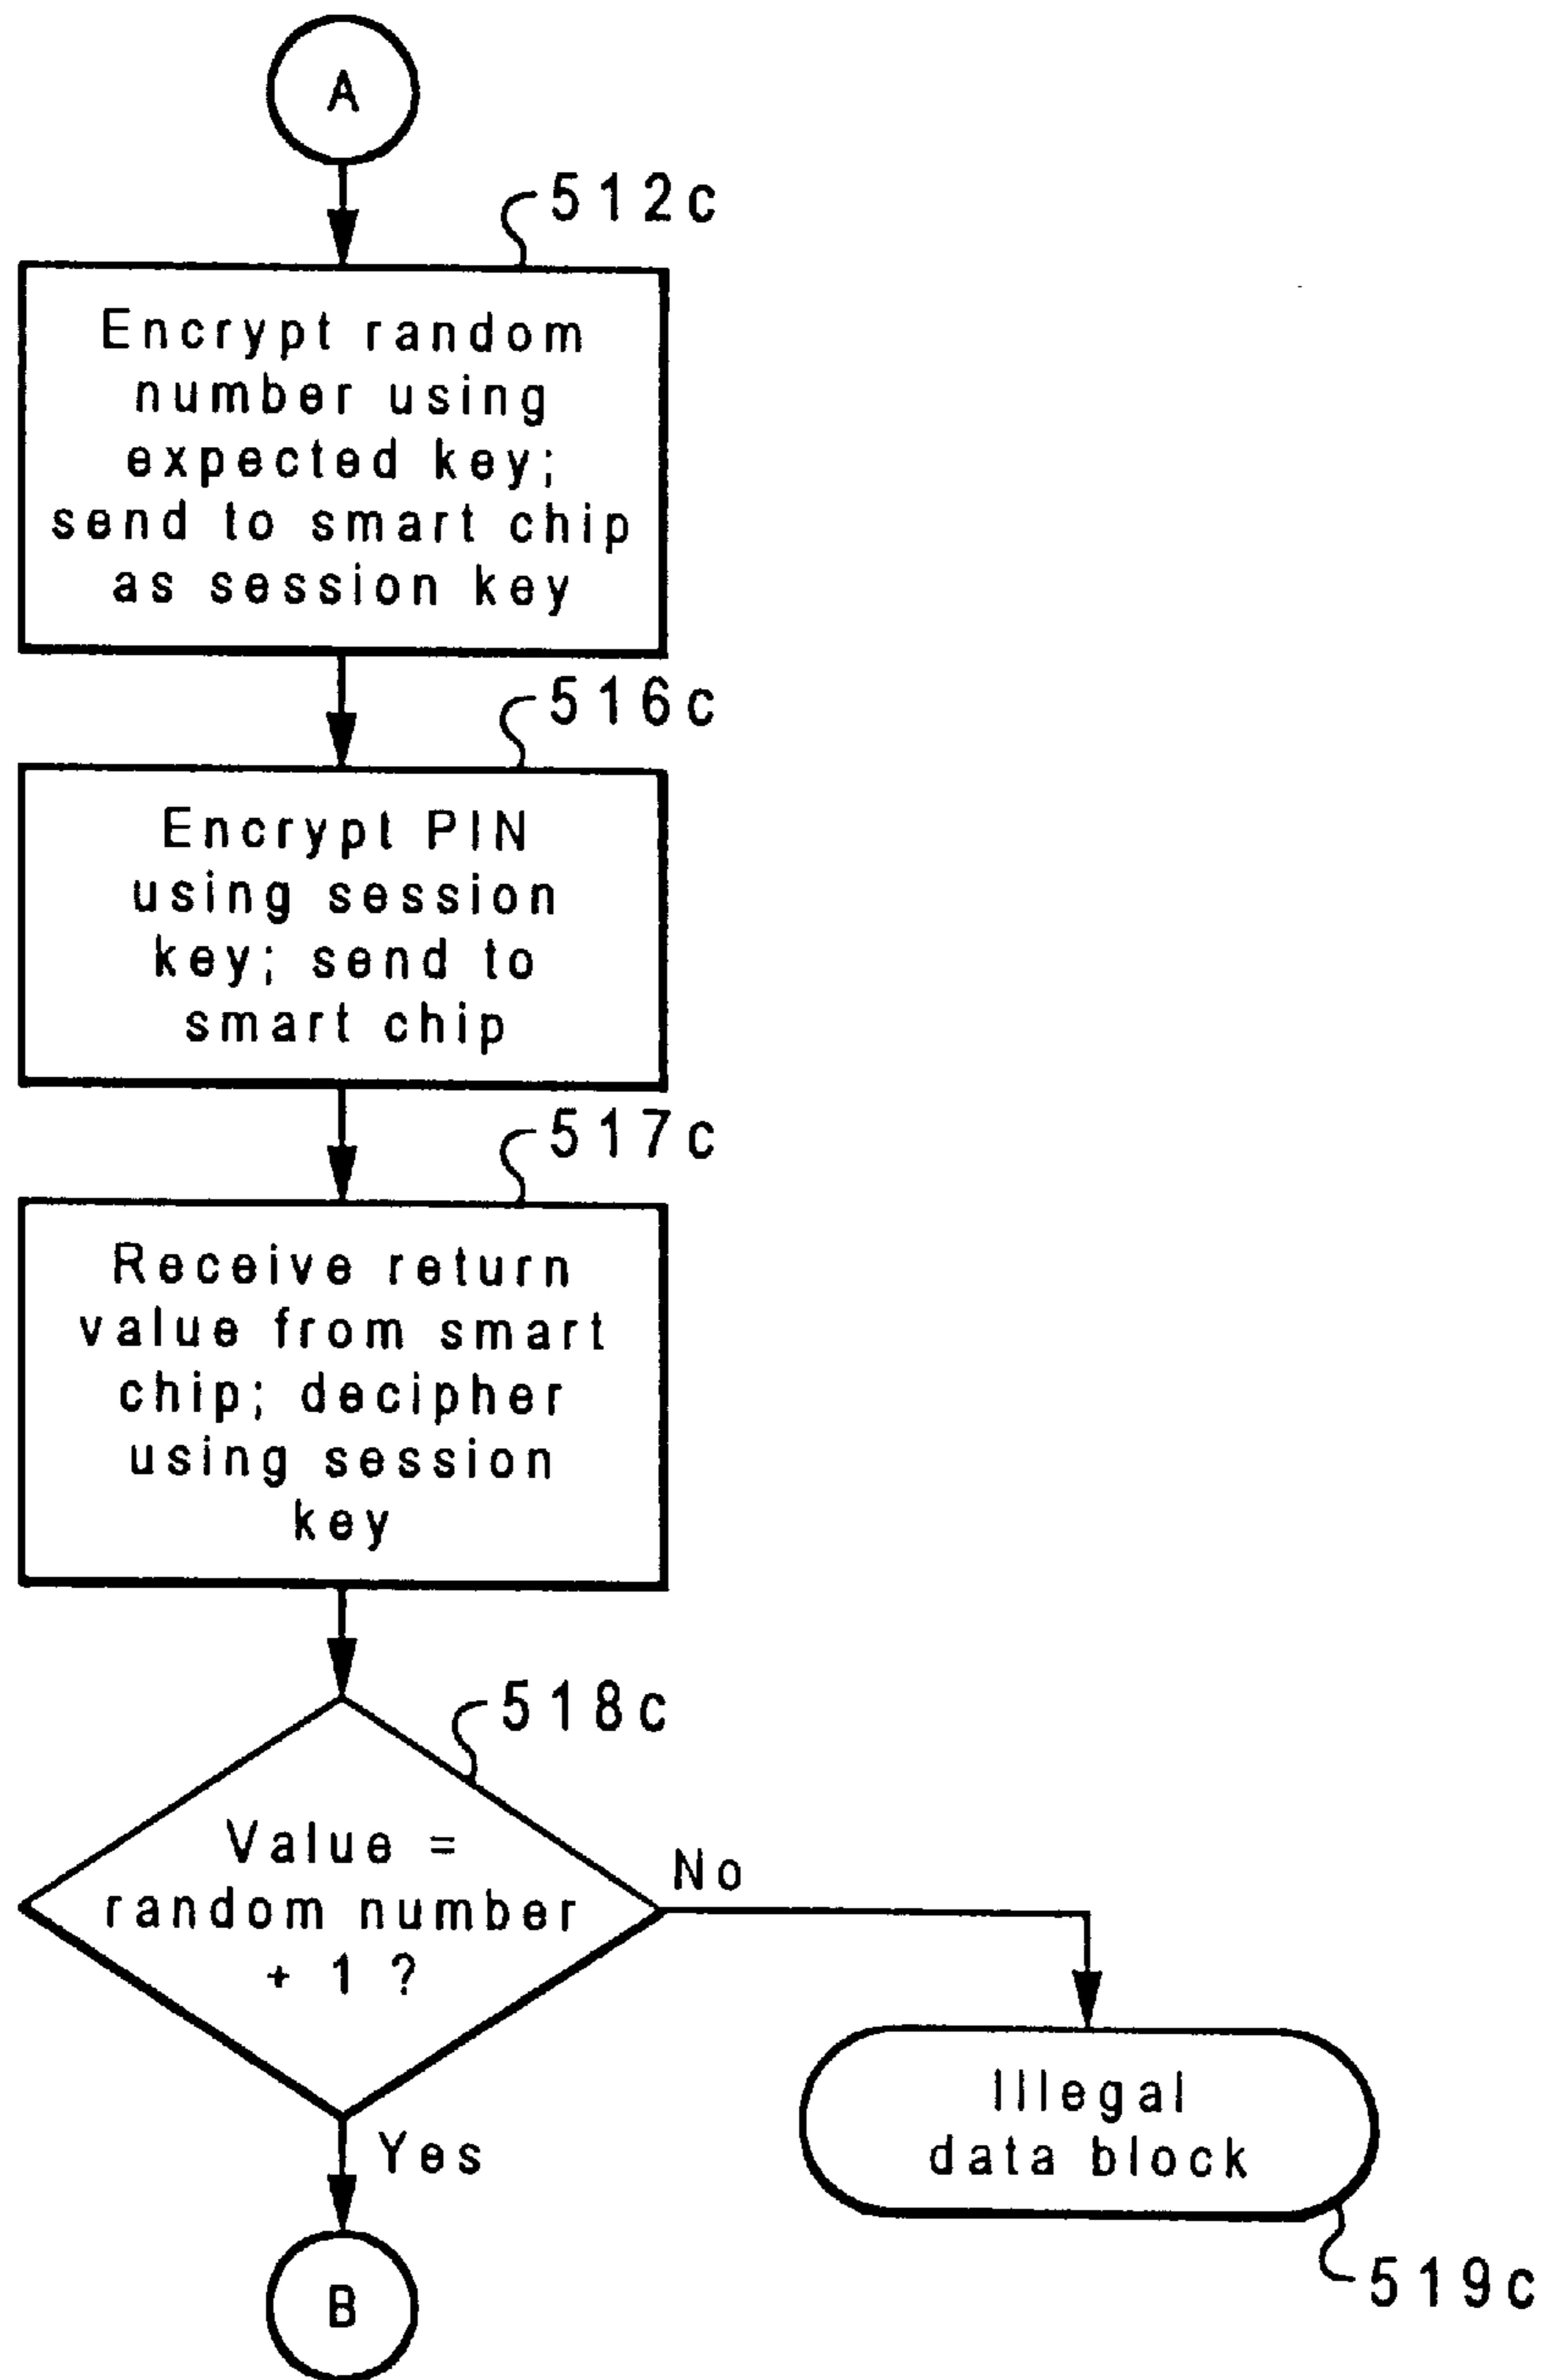 A
512c
Encrypt random
number using
expected key;
send to smart chip
as session key
516c
Encrypt PIN
using session
key; send to
smart chip
517c
Receive return
value from smart
chip; decipher
using session
key
518c
Value =
random number
+ 1 ?
No
Illegal
data block
519c
Yes
B